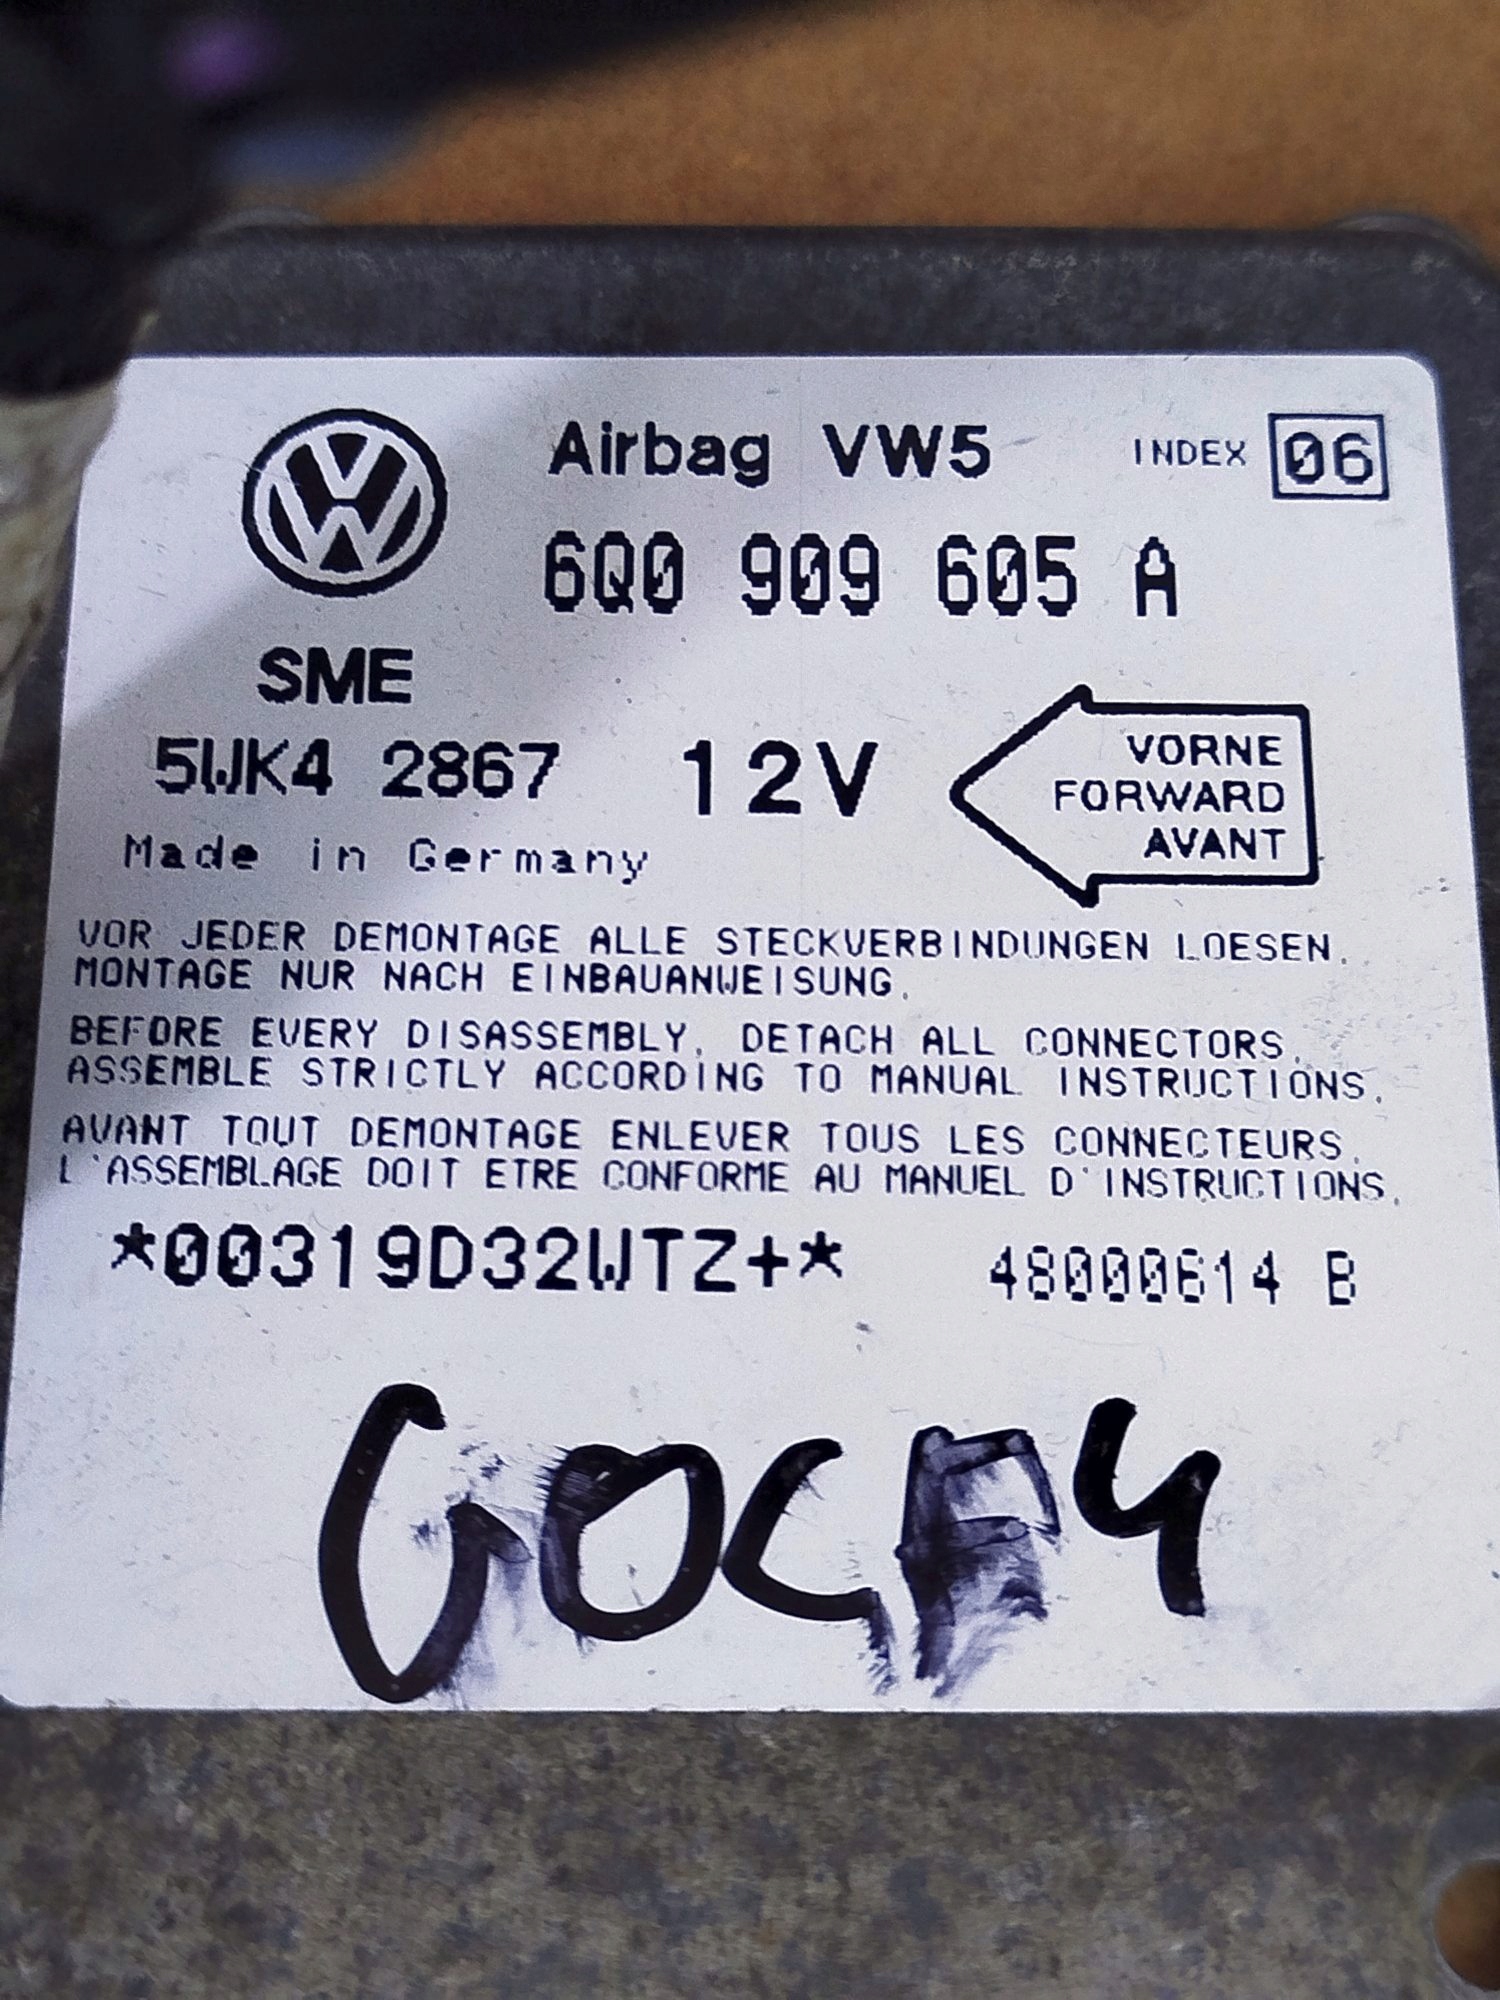 Airbag VW5 INDEX 06
6Q0 909 605 A
SME
5WK4 2867 12V
VORNE
FORWARD
AVANT
Made in Germany
VOR JEDER DEMONTAGE ALLE STECKVERBINDUNGEN LOESEN.
MONTAGE NUR NACH EINBAUANWEISUNG.
BEFORE EVERY DISASSEMBLY, DETACH ALL CONNECTORS.
ASSEMBLE STRICTLY ACCORDING TO MANUAL INSTRUCTIONS.
AVANT TOUT DEMONTAGE ENLEVER TOUS LES CONNECTEURS.
L'ASSEMBLAGE DOIT ETRE CONFORME AU MANUEL D'INSTRUCTIONS.
*00319D32WTZ+* 48000614 B